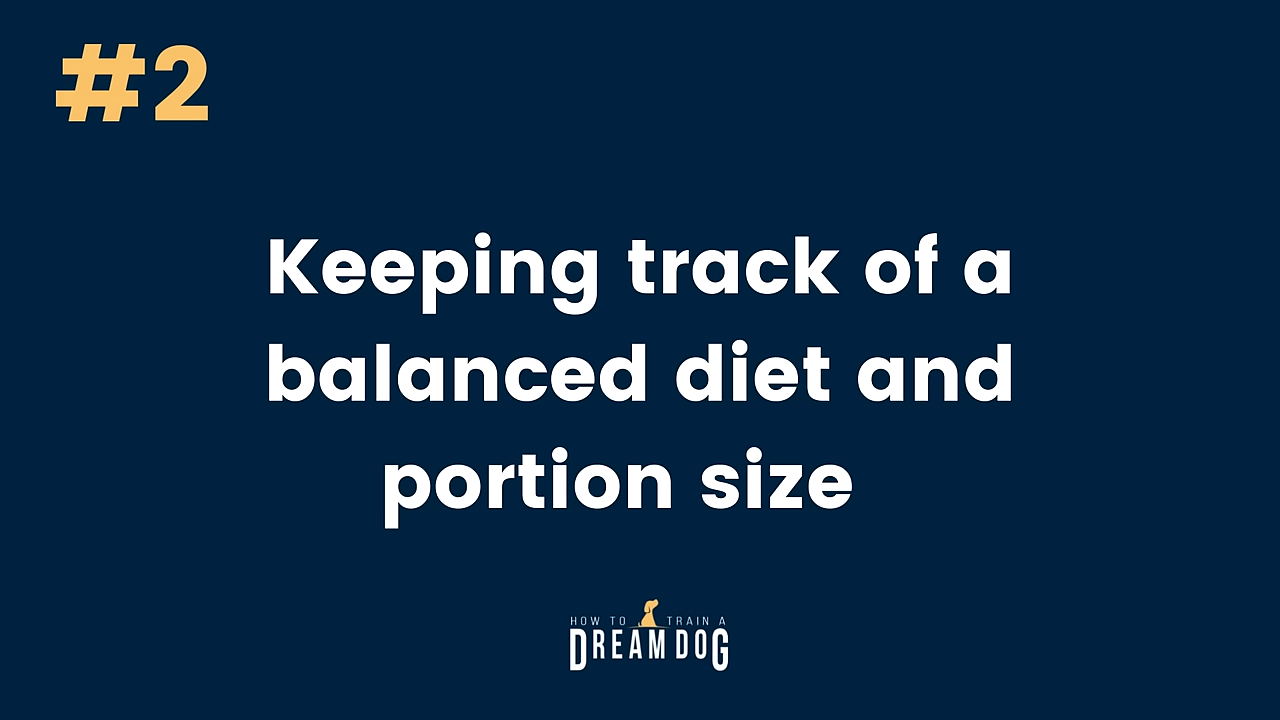 #2
Keeping track of a
balanced diet and
portion size
HOW TO TRAIN A
DREAM DOG